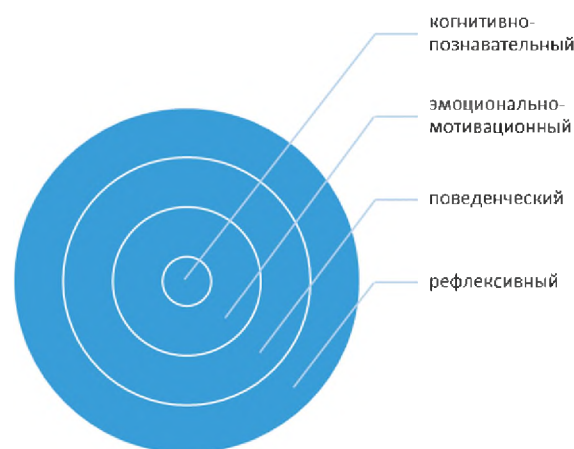 когнитивно-
познавательный
эмоционально-
мотивационный
поведенческий
рефлексивный